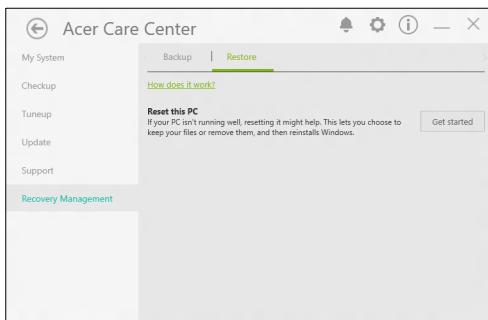 Acer Care Center
My System
Backup | Restore
Checkup
How does it work?
Tuneup
Reset this PC
If your PC isn't running well, resetting it might help. This lets you choose to
keep your files or remove them, and then reinstalls Windows.
Get started
Update
Support
Recovery Management